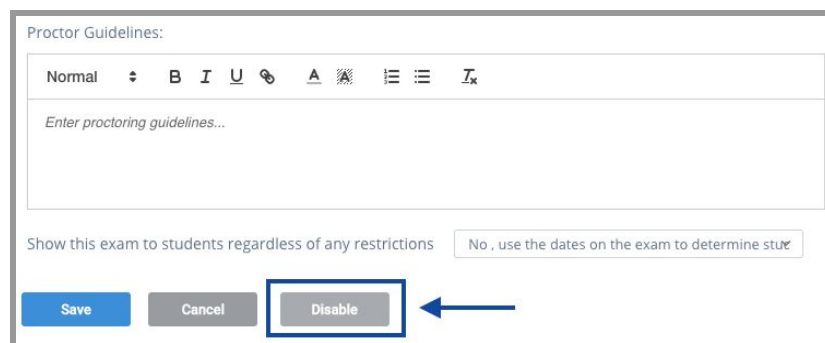 Proctor Guidelines:
Normal B I U A A Tx
Enter proctoring guidelines...
Show this exam to students regardless of any restrictions No , use the dates on the exam to determine
Save Cancel Disable